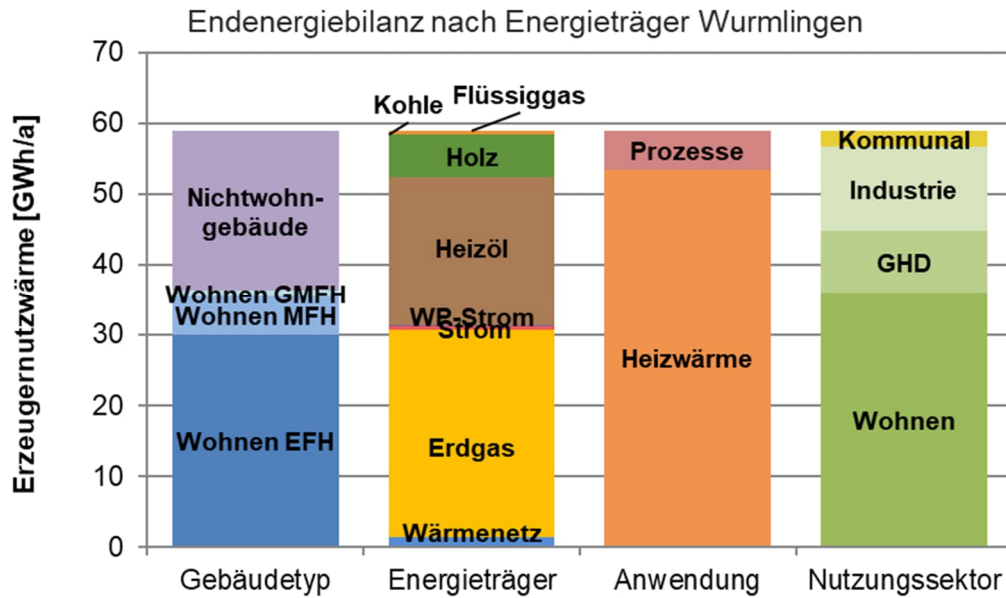 Endenergiebilanz nach Energieträger Wurmlingen
Erzeugernutzwärme [GWh/a]
70
60
50
40
30
20
10
0
Nichtwohn-
gebäude
Wohnen GMFH
Wohnen MFH
Wohnen EFH
Kohle
Flüssiggas
Holz
Heizöl
WP-Strom
Strom
Erdgas
Wärmenetz
Prozesse
Heizwärme
Kommunal
Industrie
GHD
Wohnen
Gebäudetyp
Energieträger
Anwendung
Nutzungssektor